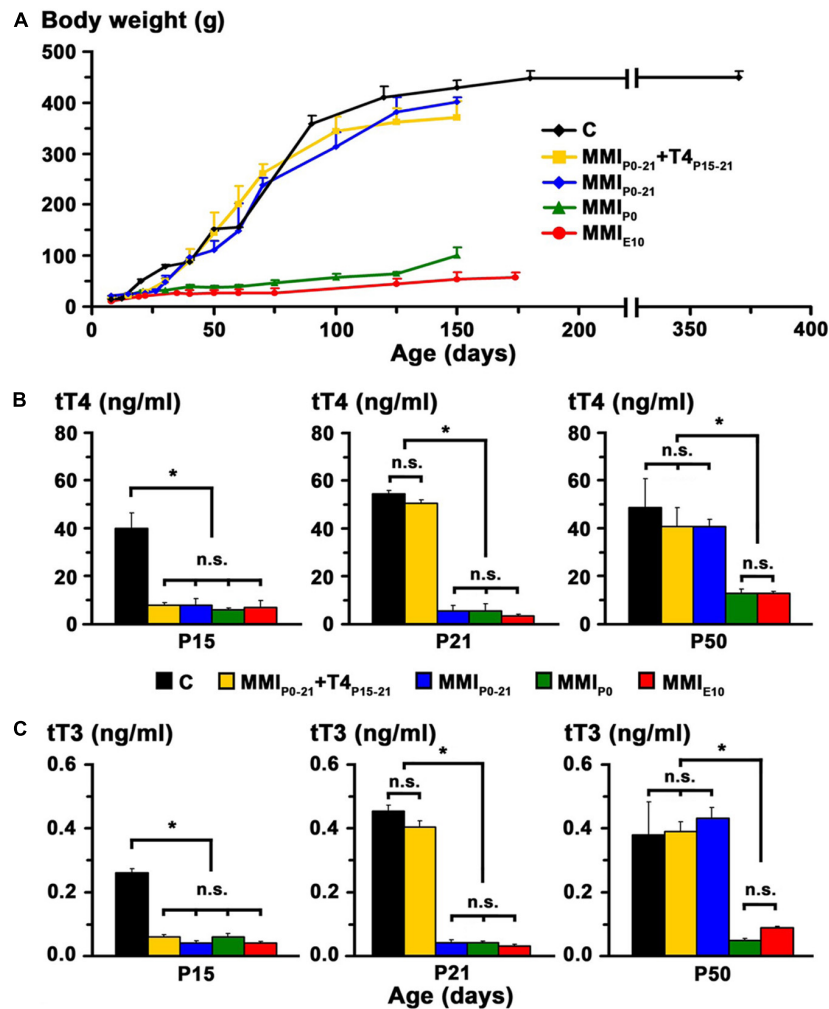 A Body weight (g)
500
400
300
200
100
0
0 50 100 150 200 350 400
Age (days)
C
MMIP0-21+T4P15-21
MMIP0-21
MMIP0
MMIE10
B tT4 (ng/ml) tT4 (ng/ml) tT4 (ng/ml)
80 80 80
60 60 60
40 40 40
20 20 20
0 0 0
* n.s.
n.s. * n.s.
n.s. * n.s.
P15 P21 P50
C MMIP0-21+T4P15-21 MMIP0-21 MMIP0 MMIE10
C tT3 (ng/ml) tT3 (ng/ml) tT3 (ng/ml)
0.6 0.6 0.6
0.4 0.4 0.4
0.2 0.2 0.2
0.0 0.0 0.0
* n.s.
n.s. * n.s.
n.s. * n.s.
P15 P21 P50
Age (days)